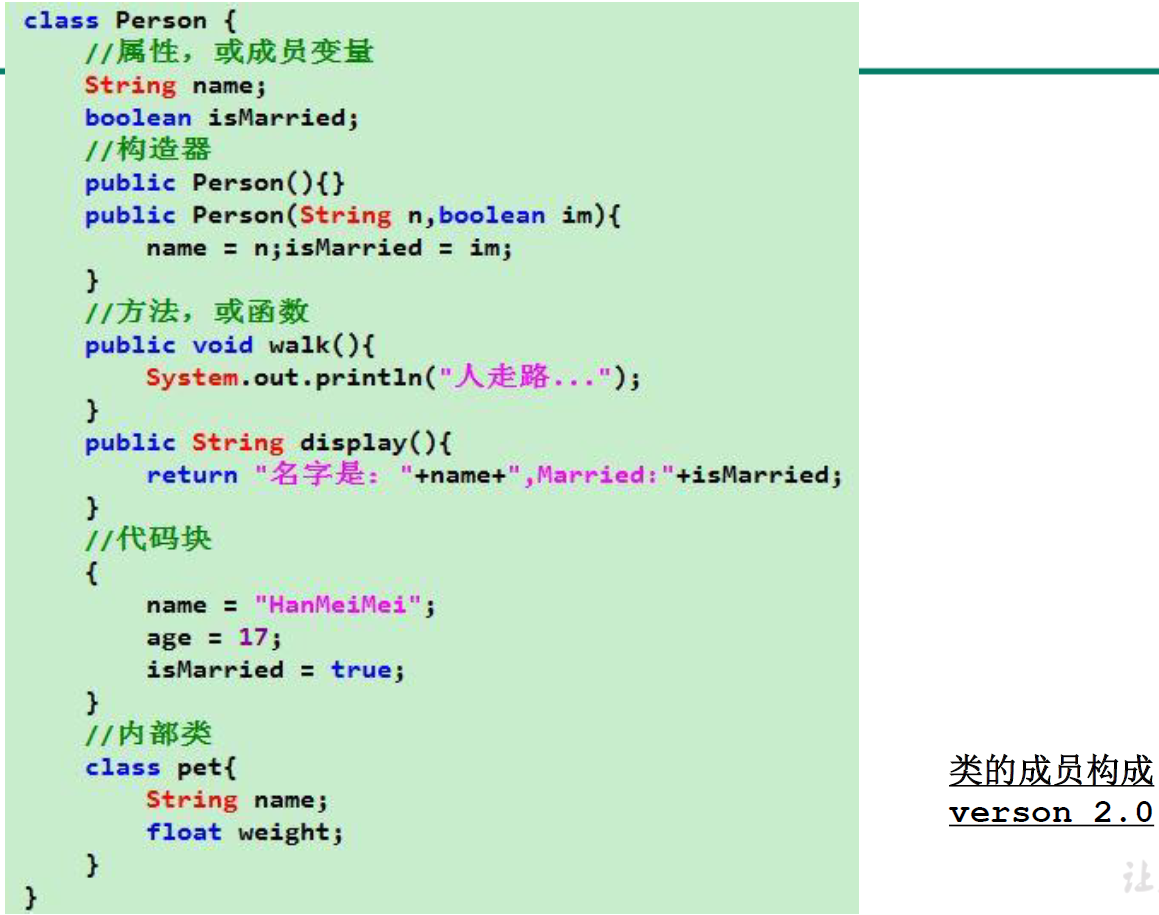 class Person {
    //属性，或成员变量
    String name;
    boolean isMarried;
    //构造器
    public Person(){}
    public Person(String n,boolean im){
        name = n;isMarried = im;
    }
    //方法，或函数
    public void walk(){
        System.out.println("人走路...");
    }
    public String display(){
        return "名字是："+name+",Married:"+isMarried;
    }
    //代码块
    {
        name = "HanMeiMei";
        age = 17;
        isMarried = true;
    }
    //内部类
    class pet{
        String name;
        float weight;
    }
}
类的成员构成
verson 2.0
让